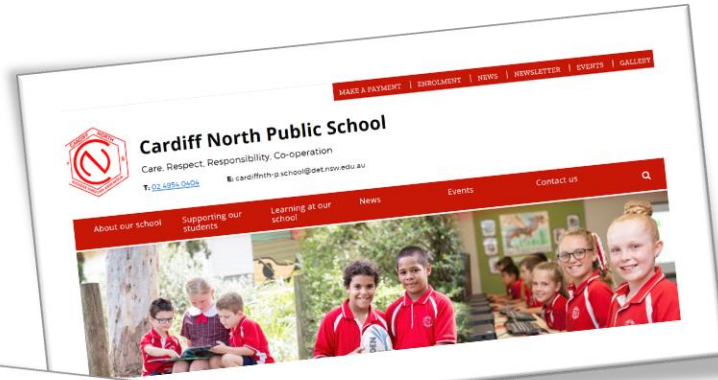 MAKE A PAYMENT | ENROLMENT | NEWS | NEWSLETTER | EVENTS | GALLERY
CARDIFF NORTH
Cardiff North Public School
Care, Respect, Responsibility, Co-operation
T: 02 4954 0404 E: cardiffnth-p.school@det.nsw.edu.au
About our school Supporting our students Learning at our school News Events Contact us